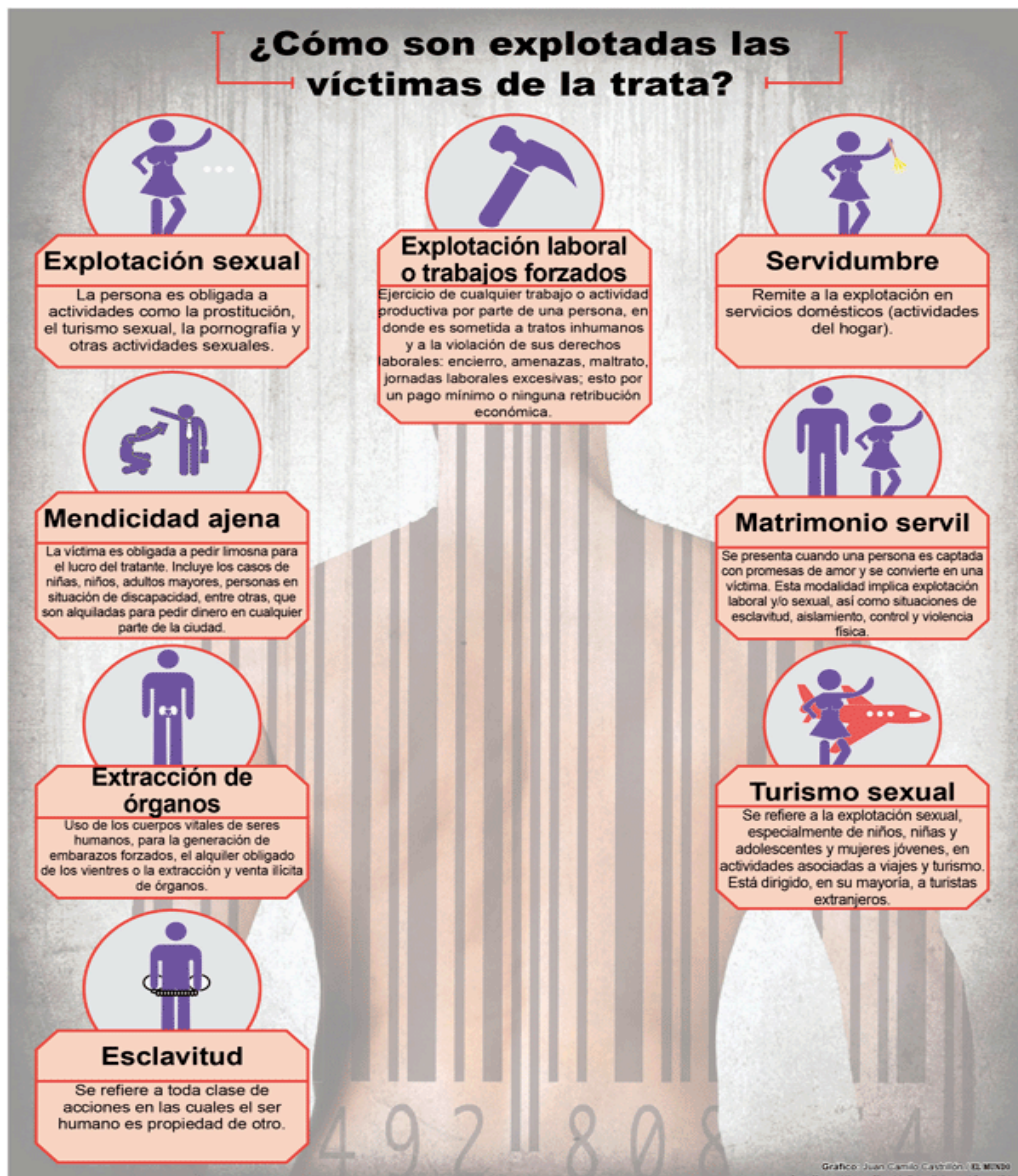 ¿Cómo son explotadas las
víctimas de la trata?
Explotación sexual
La persona es obligada a
actividades como la prostitución,
el turismo sexual, la pornografía y
otras actividades sexuales.
Explotación laboral
o trabajos forzados
Ejercicio de cualquier trabajo o actividad
productiva por parte de una persona, en
donde es sometida a tratos inhumanos
y a la violación de sus derechos
laborales: encierro, amenazas, maltrato,
jornadas laborales excesivas; esto por
un pago mínimo o ninguna retribución
económica.
Servidumbre
Remite a la explotación en
servicios domésticos (actividades
del hogar).
Mendicidad ajena
La víctima es obligada a pedir limosna para
el lucro del tratante. Incluye los casos de
niñas, niños, adultos mayores, personas en
situación de discapacidad, entre otras, que
son alquiladas para pedir dinero en cualquier
parte de la ciudad.
Matrimonio servil
Se presenta cuando una persona es captada
con promesas de amor y se convierte en una
víctima. Esta modalidad implica explotación
laboral y/o sexual, así como situaciones de
esclavitud, aislamiento, control y violencia
física.
Extracción de
órganos
Uso de los cuerpos vitales de seres
humanos, para la generación de
embarazos forzados, el alquiler obligado
de los vientres o la extracción y venta ilícita
de órganos.
Turismo sexual
Se refiere a la explotación sexual,
especialmente de niños, niñas y
adolescentes y mujeres jóvenes, en
actividades asociadas a viajes y turismo.
Está dirigido, en su mayoría, a turistas
extranjeros.
Esclavitud
Se refiere a toda clase de
acciones en las cuales el ser
humano es propiedad de otro.
492 808 4
Gráfico: Juan Camilo Castrillón / EL MUNDO